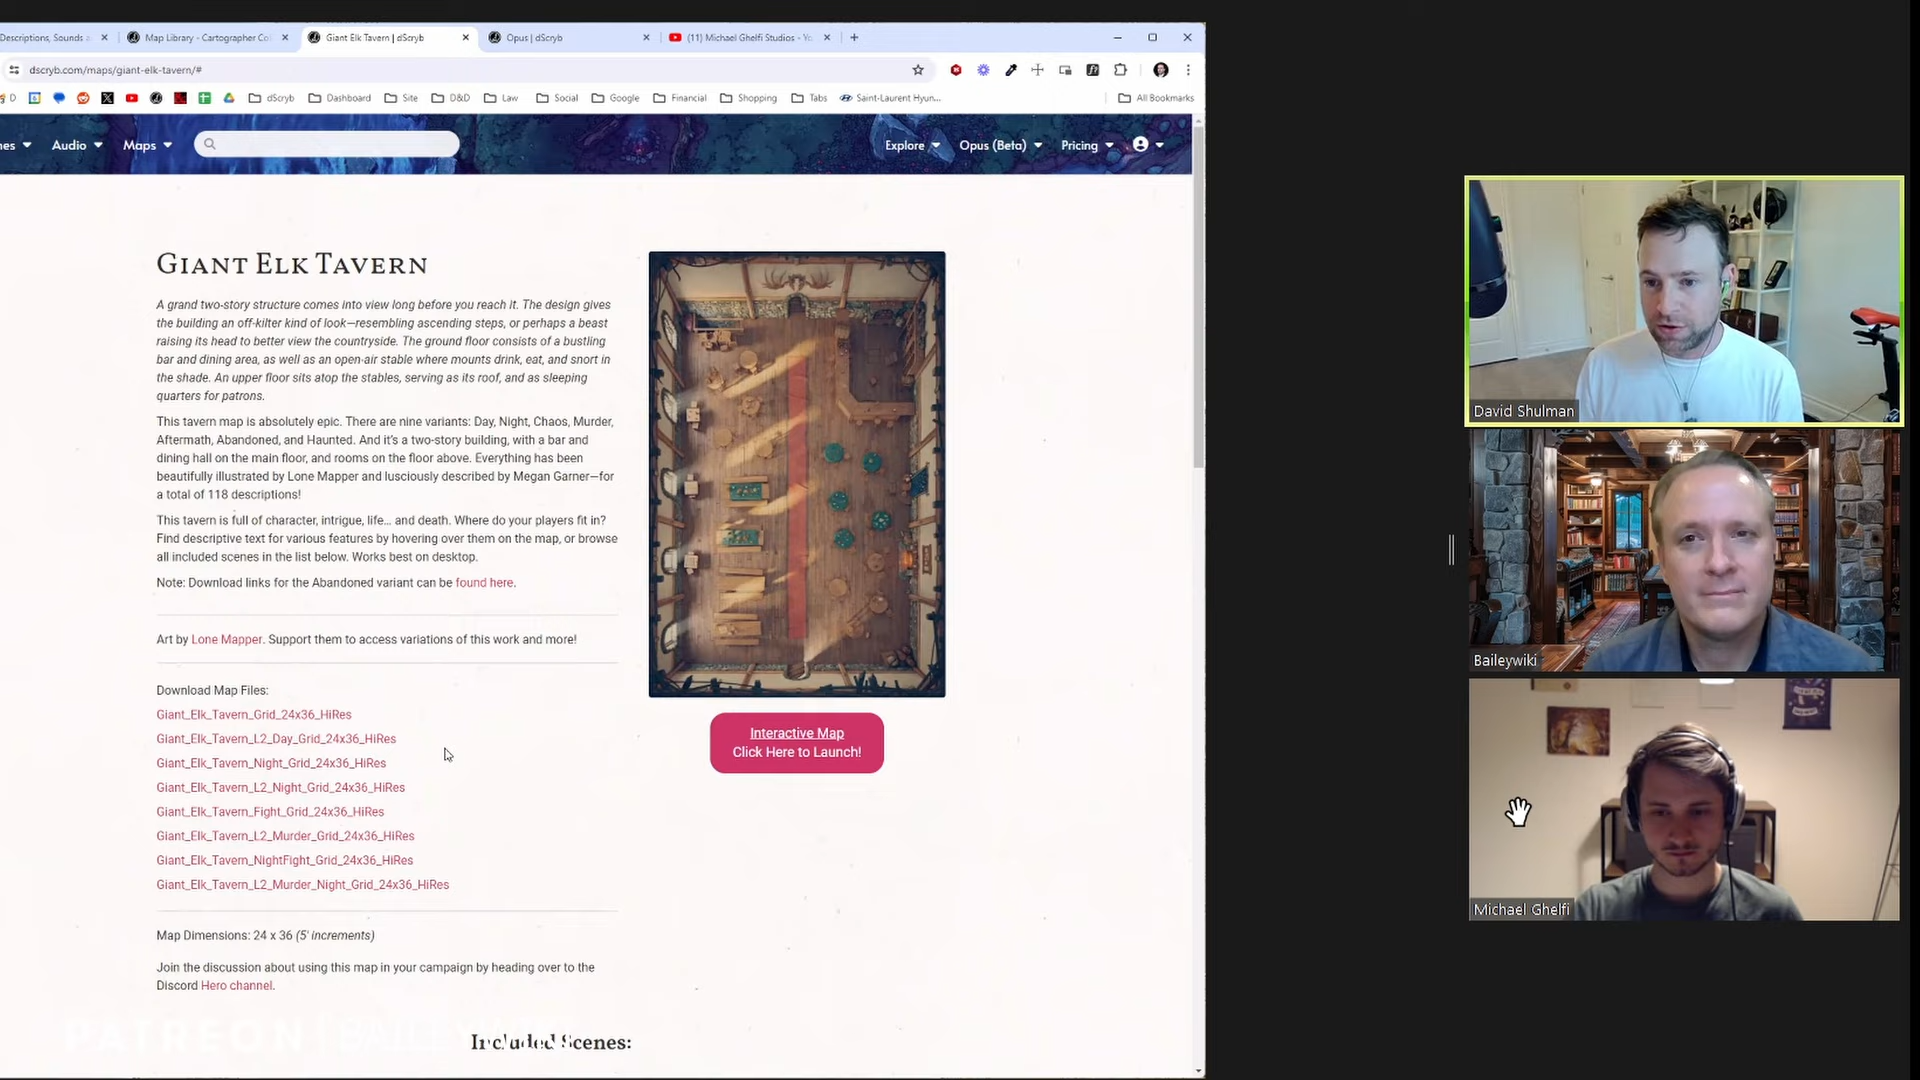 Descriptions, Sounds a
Map Library - Cartographer Co
Giant Elk Tavern | dScryb
Opus | dScryb
(11) Michael Ghelfi Studios - Yo
dscryb.com/maps/giant-elk-tavern/#
D
dScryb
Dashboard
Site
D&D
Law
Social
Google
Financial
Shopping
Tabs
Saint-Laurent Hyun...
All Bookmarks
nes
Audio
Maps
Explore
Opus (Beta)
Pricing
GIANT ELK TAVERN
A grand two-story structure comes into view long before you reach it. The design gives
the building an off-kilter kind of look—resembling ascending steps, or perhaps a beast
raising its head to better view the countryside. The ground floor consists of a bustling
bar and dining area, as well as an open-air stable where mounts drink, eat, and snort in
the shade. An upper floor sits atop the stables, serving as its roof, and as sleeping
quarters for patrons.
This tavern map is absolutely epic. There are nine variants: Day, Night, Chaos, Murder,
Aftermath, Abandoned, and Haunted. And it's a two-story building, with a bar and
dining hall on the main floor, and rooms on the floor above. Everything has been
beautifully illustrated by Lone Mapper and lusciously described by Megan Garner—for
a total of 118 descriptions!
This tavern is full of character, intrigue, life... and death. Where do your players fit in?
Find descriptive text for various features by hovering over them on the map, or browse
all included scenes in the list below. Works best on desktop.
Note: Download links for the Abandoned variant can be found here.
Art by Lone Mapper. Support them to access variations of this work and more!
Download Map Files:
Giant_Elk_Tavern_Grid_24x36_HiRes
Giant_Elk_Tavern_L2_Day_Grid_24x36_HiRes
Giant_Elk_Tavern_Night_Grid_24x36_HiRes
Giant_Elk_Tavern_L2_Night_Grid_24x36_HiRes
Giant_Elk_Tavern_Fight_Grid_24x36_HiRes
Giant_Elk_Tavern_L2_Murder_Grid_24x36_HiRes
Giant_Elk_Tavern_NightFight_Grid_24x36_HiRes
Giant_Elk_Tavern_L2_Murder_Night_Grid_24x36_HiRes
Map Dimensions: 24 x 36 (5' increments)
Join the discussion about using this map in your campaign by heading over to the
Discord Hero channel.
Interactive Map
Click Here to Launch!
PATREON
Included Scenes:
David Shulman
Baileywiki
Michael Ghelfi